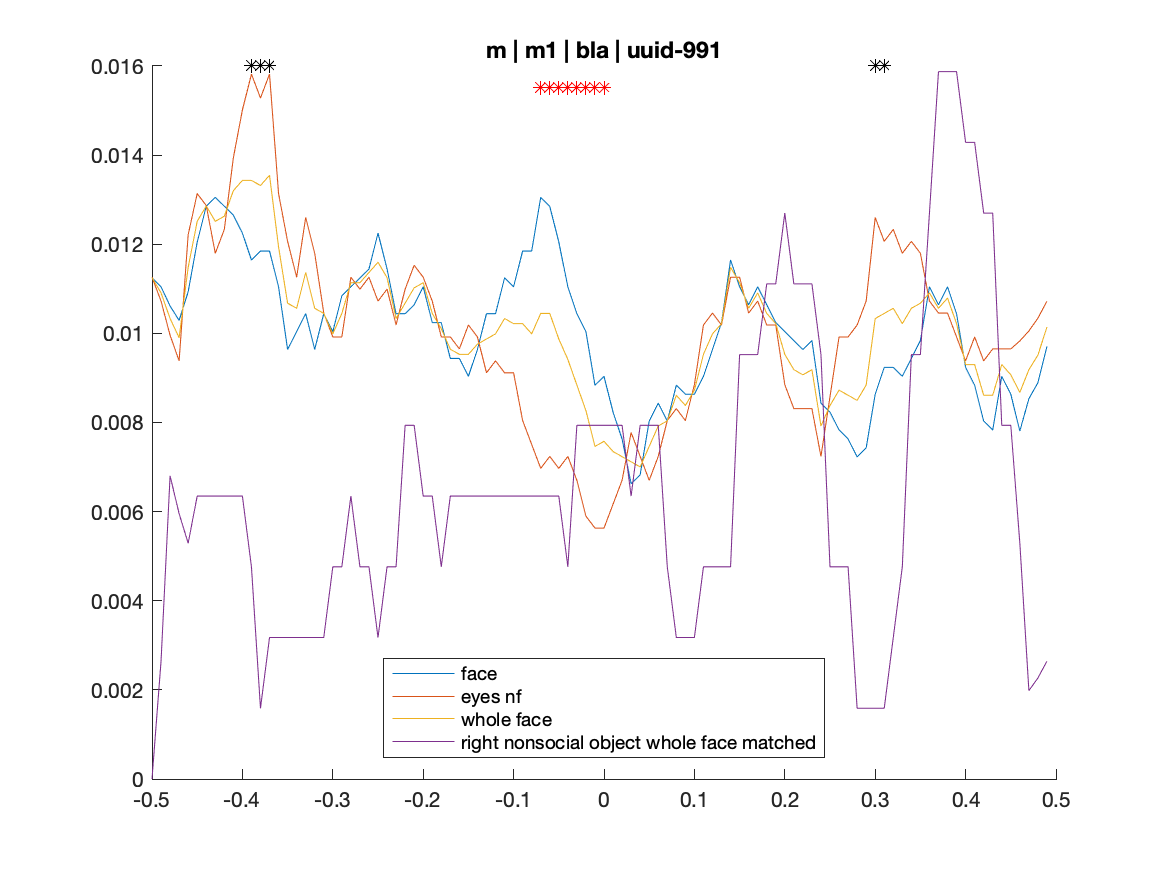 m | m1 | bla | uuid-991
0.016
0.014
0.012
0.01
0.008
0.006
0.004
0.002
0
face
eyes nf
whole face
right nonsocial object whole face matched
-0.5 -0.4 -0.3 -0.2 -0.1 0 0.1 0.2 0.3 0.4 0.5